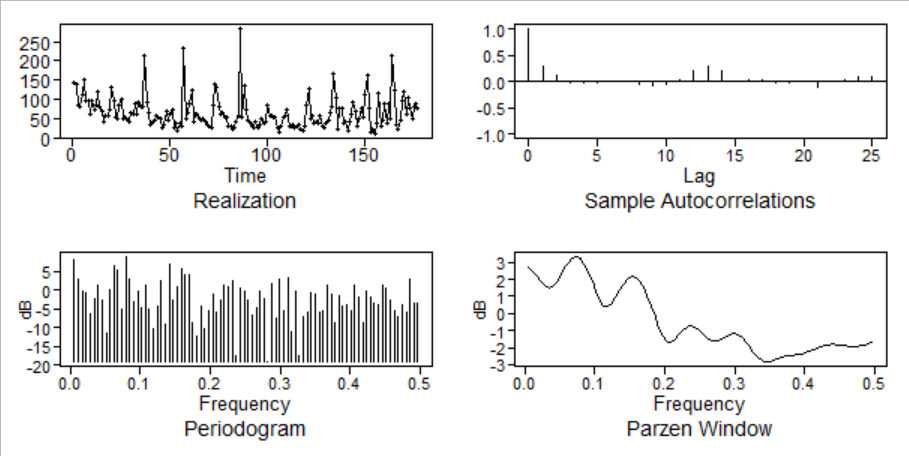 250
200
150
100
50
0
0 50 100 150
Time
Realization
1.0
0.5
0.0
-0.5
-1.0
0 5 10 15 20 25
Lag
Sample Autocorrelations
dB
5
0
-5
-10
-15
-20
0.0 0.1 0.2 0.3 0.4 0.5
Frequency
Periodogram
dB
3
2
1
0
-1
-2
-3
0.0 0.1 0.2 0.3 0.4 0.5
Frequency
Parzen Window